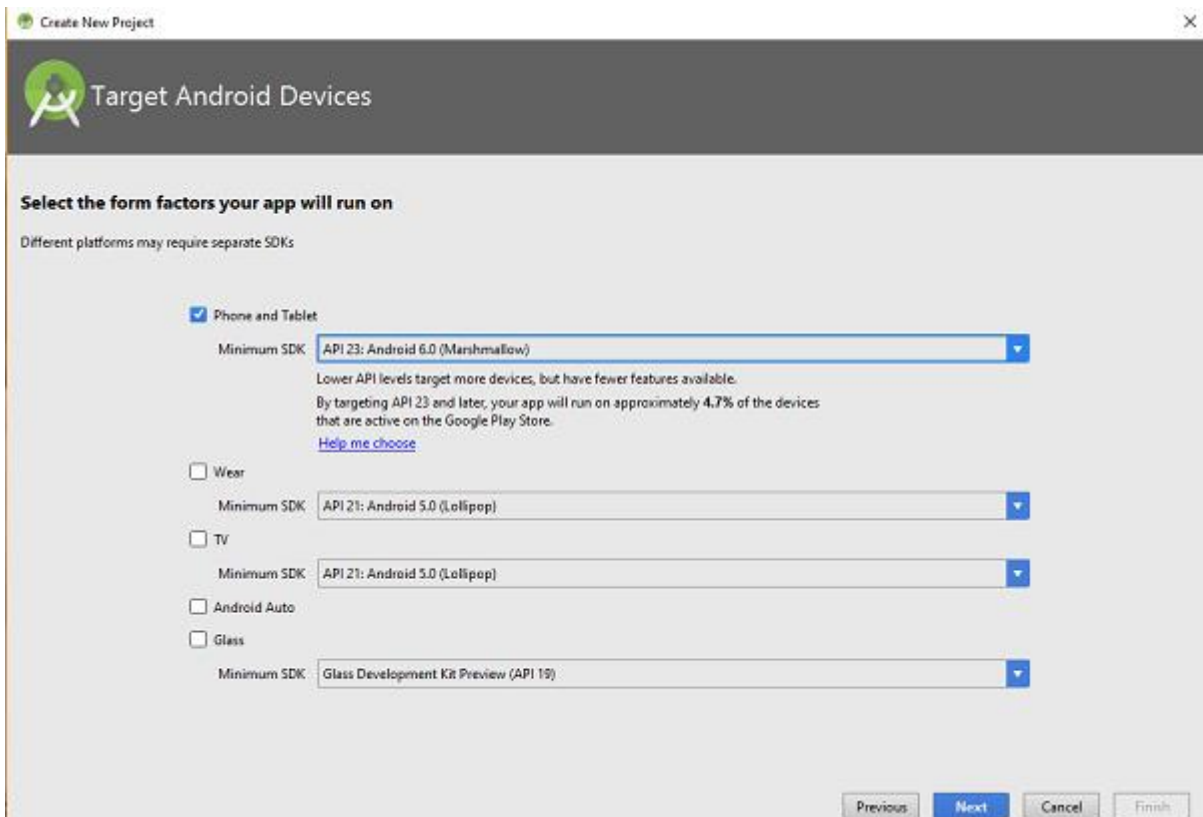 Create New Project
Target Android Devices
Select the form factors your app will run on
Different platforms may require separate SDKs
Phone and Tablet
Minimum SDK API 23: Android 6.0 (Marshmallow)
Lower API levels target more devices, but have fewer features available.
By targeting API 23 and later, your app will run on approximately 4.7% of the devices
that are active on the Google Play Store.
Help me choose
Wear
Minimum SDK API 21: Android 5.0 (Lollipop)
TV
Minimum SDK API 21: Android 5.0 (Lollipop)
Android Auto
Glass
Minimum SDK Glass Development Kit Preview (API 19)
Previous Next Cancel Finish